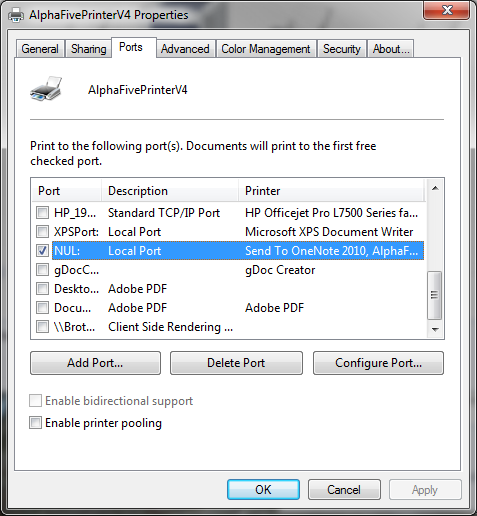 AlphaFivePrinterV4 Properties
General Sharing Ports Advanced Color Management Security About...
AlphaFivePrinterV4
Print to the following port(s). Documents will print to the first free
checked port.
Port Description Printer
HP_19... Standard TCP/IP Port HP Officejet Pro L7500 Series fa...
XPSPort: Local Port Microsoft XPS Document Writer
NUL: Local Port Send To OneNote 2010, AlphaF...
gDocC... gDoc Creator
Deskto... Adobe PDF
Docu... Adobe PDF Adobe PDF
\\Brot... Client Side Rendering ...
Add Port... Delete Port Configure Port...
Enable bidirectional support
Enable printer pooling
OK Cancel Apply